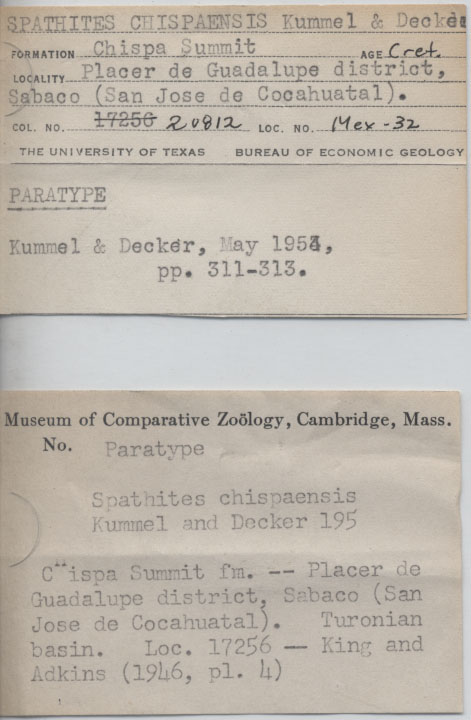 SPATHITES CHISPAENSIS Kummel & Decker
FORMATION Chispa Summit AGE Cret.
LOCALITY Placer de Guadalupe district,
Sabaco (San Jose de Cocahuatal).
COL. NO. 17256 20812 LOC. NO. Mex-32
THE UNIVERSITY OF TEXAS BUREAU OF ECONOMIC GEOLOGY
PARATYPE
Kummel & Decker, May 1954,
pp. 311-313.
Museum of Comparative Zoölogy, Cambridge, Mass.
No. Paratype
Spathites chispaensis
Kummel and Decker 195
C"ispa Summit fm. -- Placer de
Guadalupe district, Sabaco (San
Jose de Cocahuatal). Turonian
basin. Loc. 17256 -- King and
Adkins (1946, pl. 4)